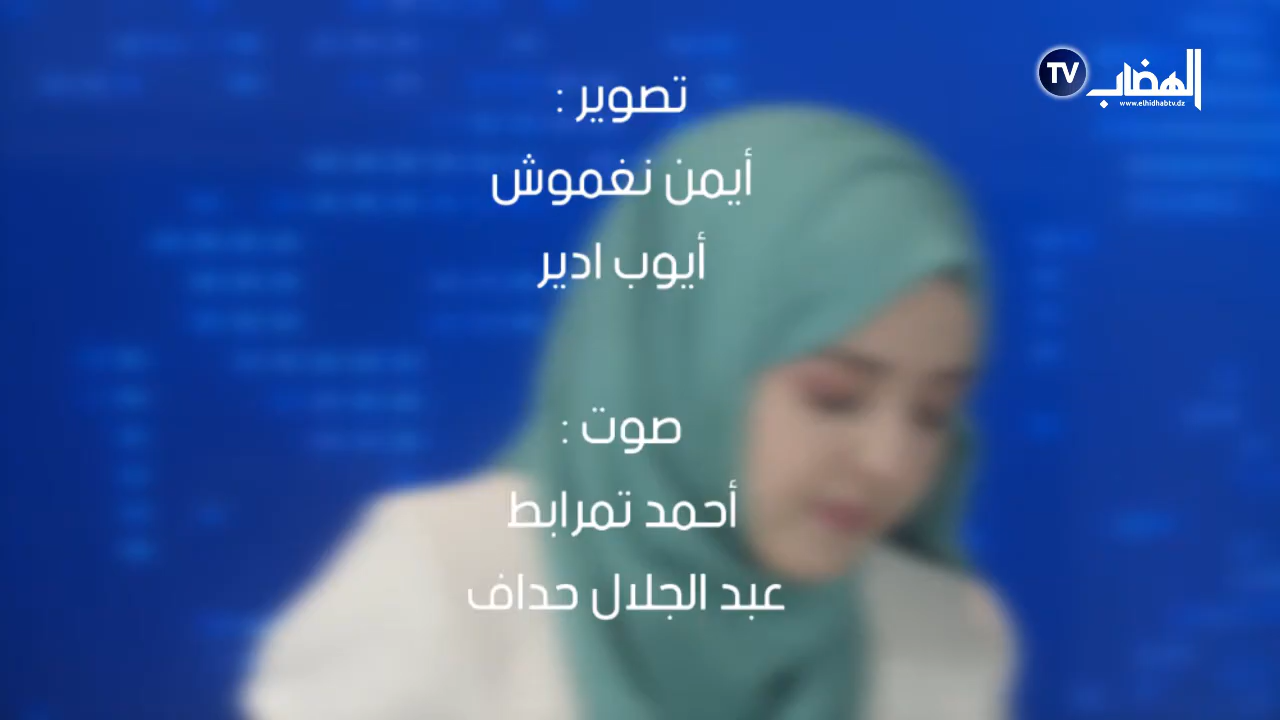 الهضاب TV
www.elhidhabtv.dz
تصوير :
أيمن نغموش
أيوب ادير
صوت :
أحمد تمرابط
عبد الجلال حداف